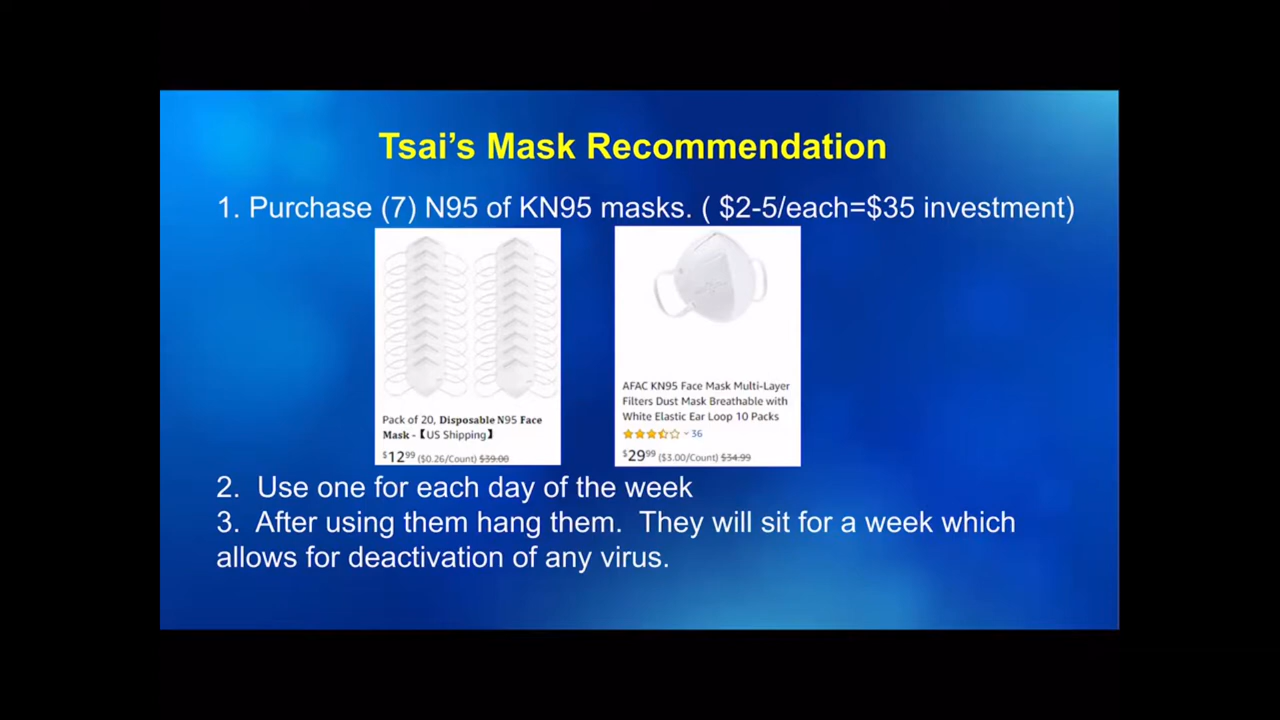 Tsai's Mask Recommendation
1. Purchase (7) N95 of KN95 masks. ( $2-5/each=$35 investment)
Pack of 20, Disposable N95 Face
Mask - 【US Shipping】
$12⁹⁹ ($0.26/Count) $39.00
AFAC KN95 Face Mask Multi-Layer
Filters Dust Mask Breathable with
White Elastic Ear Loop 10 Packs
36
$29⁹⁹ ($3.00/Count) $34.99
2. Use one for each day of the week
3. After using them hang them. They will sit for a week which
allows for deactivation of any virus.